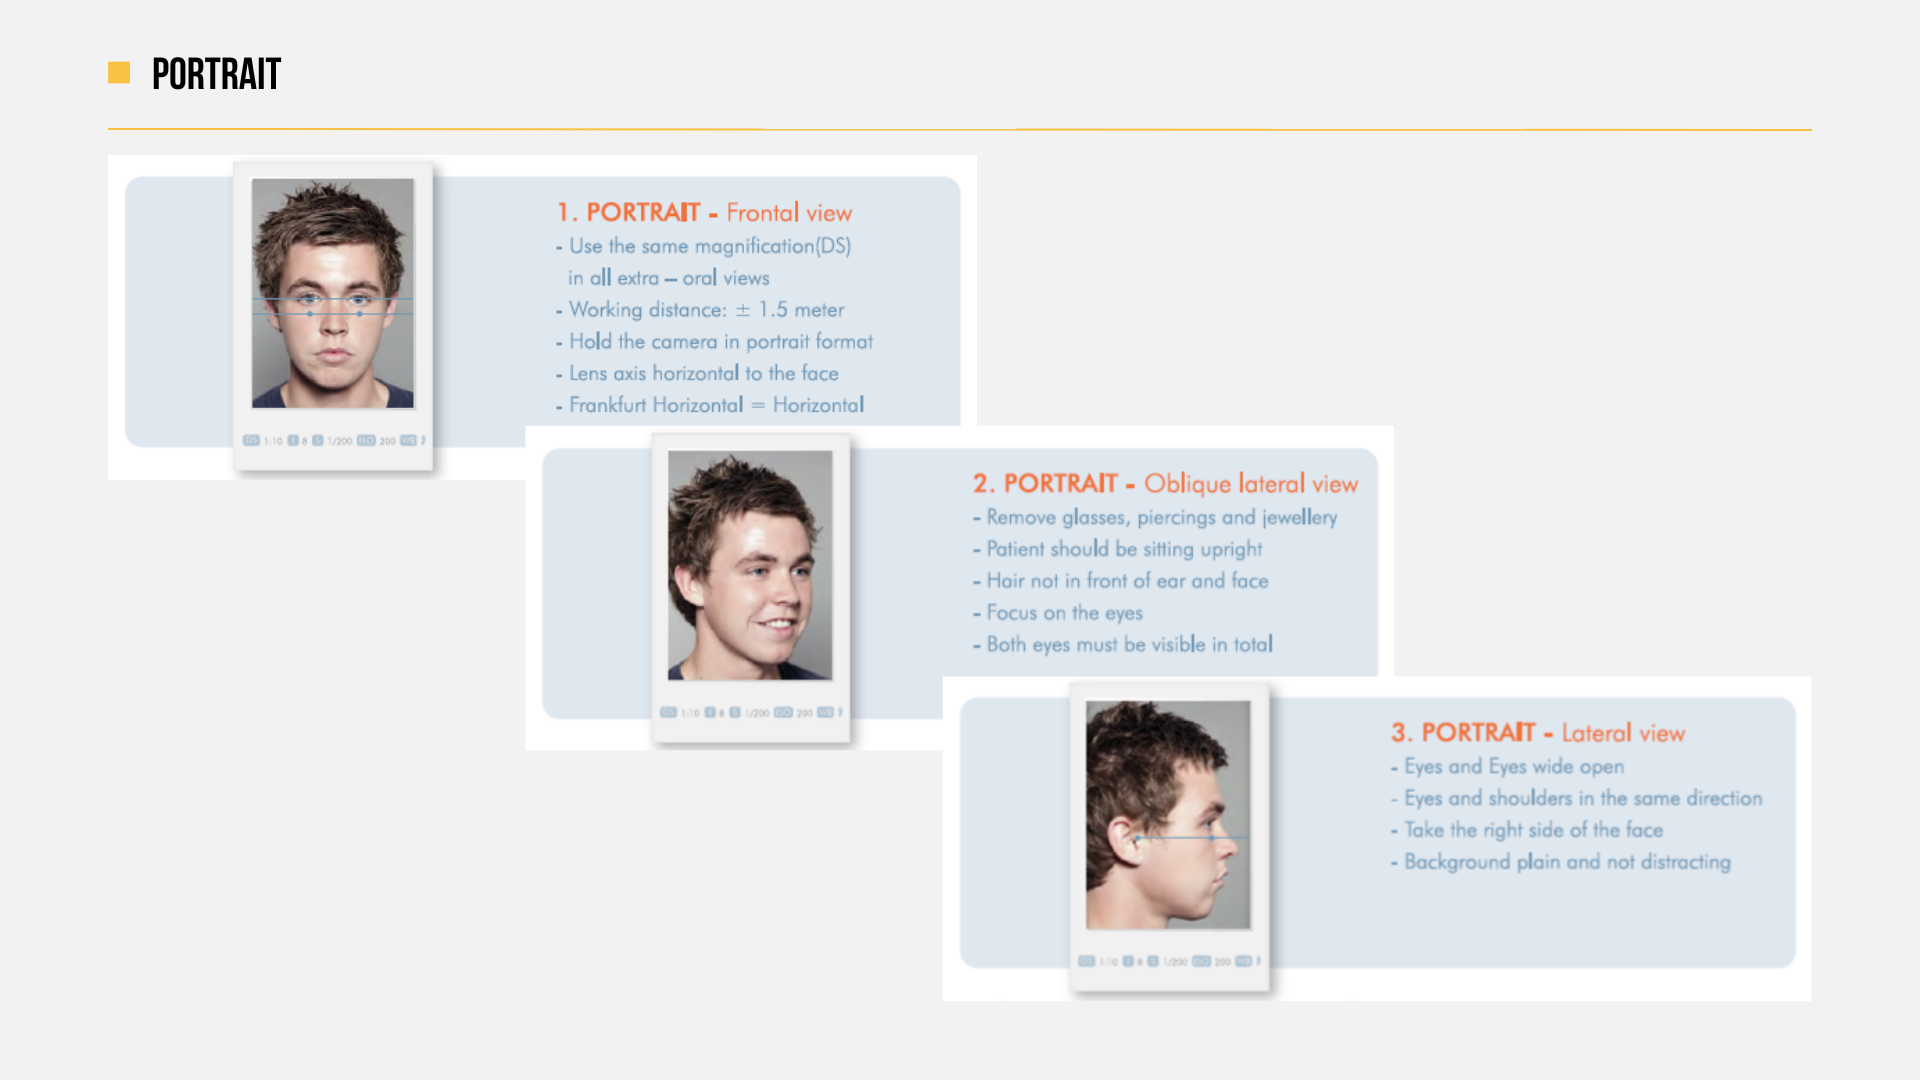 PORTRAIT
1. PORTRAIT - Frontal view
- Use the same magnification(DS)
in all extra – oral views
- Working distance: ± 1.5 meter
- Hold the camera in portrait format
- Lens axis horizontal to the face
- Frankfurt Horizontal = Horizontal
DS 1:10 I 8 S 1/200 ISO 200 WB
2. PORTRAIT - Oblique lateral view
- Remove glasses, piercings and jewellery
- Patient should be sitting upright
- Hair not in front of ear and face
- Focus on the eyes
- Both eyes must be visible in total
DS 1:10 I 8 S 1/200 ISO 200 WB
3. PORTRAIT - Lateral view
- Eyes and Eyes wide open
- Eyes and shoulders in the same direction
- Take the right side of the face
- Background plain and not distracting
DS 1:10 I 8 S 1/200 ISO 200 WB